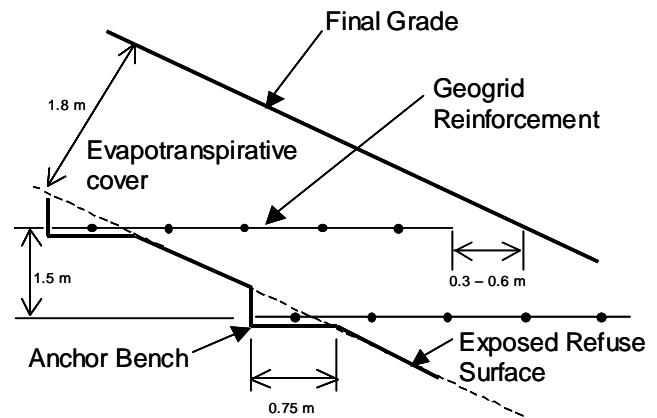 Final Grade
1.8 m
Geogrid
Reinforcement
Evapotranspirative
cover
1.5 m
0.3 – 0.6 m
Anchor Bench
Exposed Refuse
Surface
0.75 m